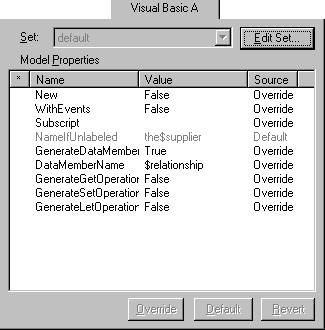 Visual Basic A
Set: default Edit Set...
Model Properties
* Name Value Source
New False Override
WithEvents False Override
Subscript Override
NameIfUnlabeled the$supplier Default
GenerateDataMember True Override
DataMemberName $relationship Override
GenerateGetOperation False Override
GenerateSetOperation False Override
GenerateLetOperation False Override
Override Default Revert